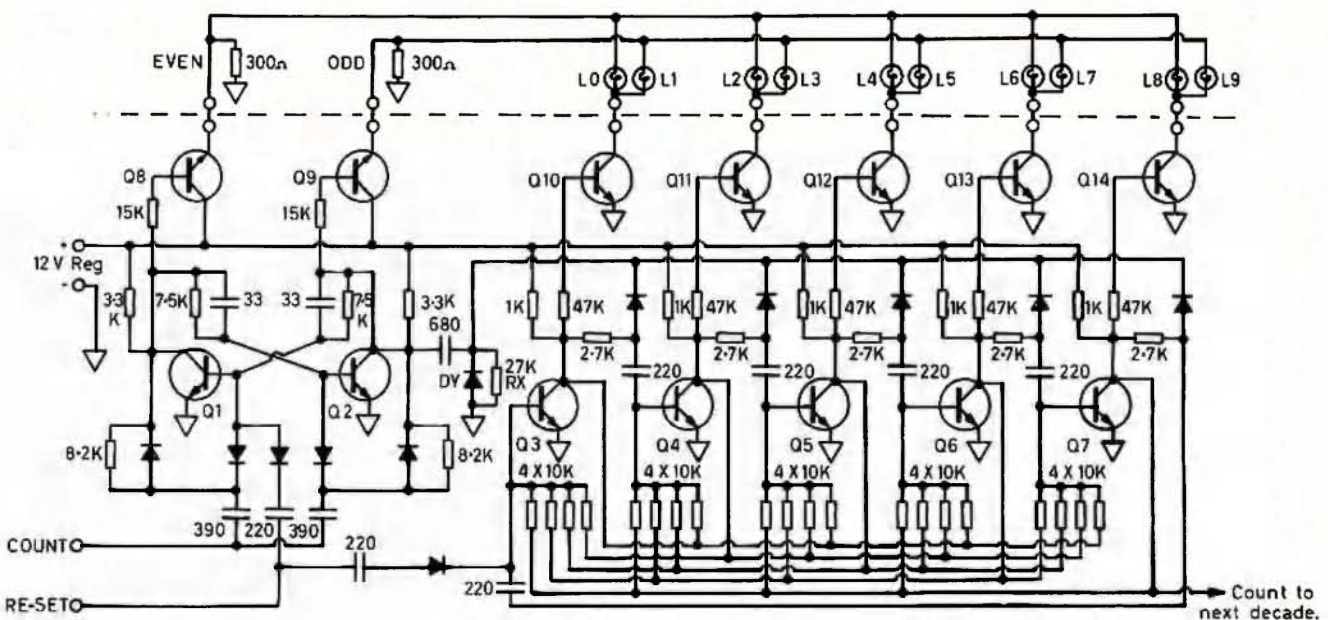 EVEN 300Ω ODD 300Ω L0 L1 L2 L3 L4 L5 L6 L7 L8 L9
Q8 Q9 Q10 Q11 Q12 Q13 Q14
15K 15K
+
12 V Reg
-
3·3 K 7·5K 33 33 7·5 K 3·3K 1K 47K 1K 47K 1K 47K 1K 47K 1K 47K
680
2·7K 2·7K 2·7K 2·7K 2·7K
DY 27K RX 220 220 220 220
Q1 Q2 Q3 Q4 Q5 Q6 Q7
8·2K 8·2K 4 X 10K 4 X 10K 4 X 10K 4 X 10K 4 X 10K
390 220 390
COUNT
220
220
RE-SET
Count to
next decade.